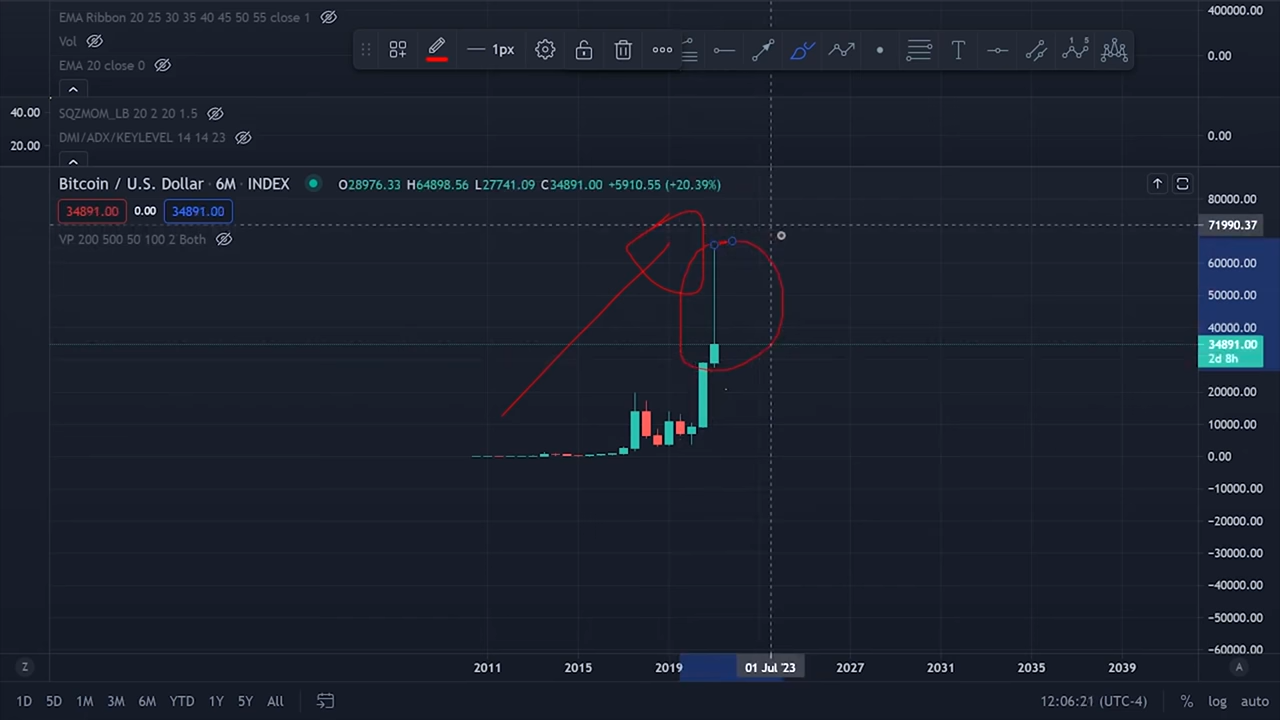 EMA Ribbon 20 25 30 35 40 45 50 55 close 1
Vol
EMA 20 close 0
1px
T
1 5
400000.00
0.00
40.00
20.00
SQZMOM_LB 20 2 20 1.5
DMI/ADX/KEYLEVEL 14 14 23
0.00
Bitcoin / U.S. Dollar · 6M · INDEX
O28976.33 H64898.56 L27741.09 C34891.00 +5910.55 (+20.39%)
34891.00 0.00 34891.00
VP 200 500 50 100 2 Both
80000.00
71990.37
60000.00
50000.00
40000.00
34891.00
2d 8h
20000.00
10000.00
0.00
−10000.00
−20000.00
−30000.00
−40000.00
−50000.00
−60000.00
Z
2011 2015 2019 01 Jul '23 2027 2031 2035 2039
A
1D 5D 1M 3M 6M YTD 1Y 5Y All
12:06:21 (UTC-4) % log auto